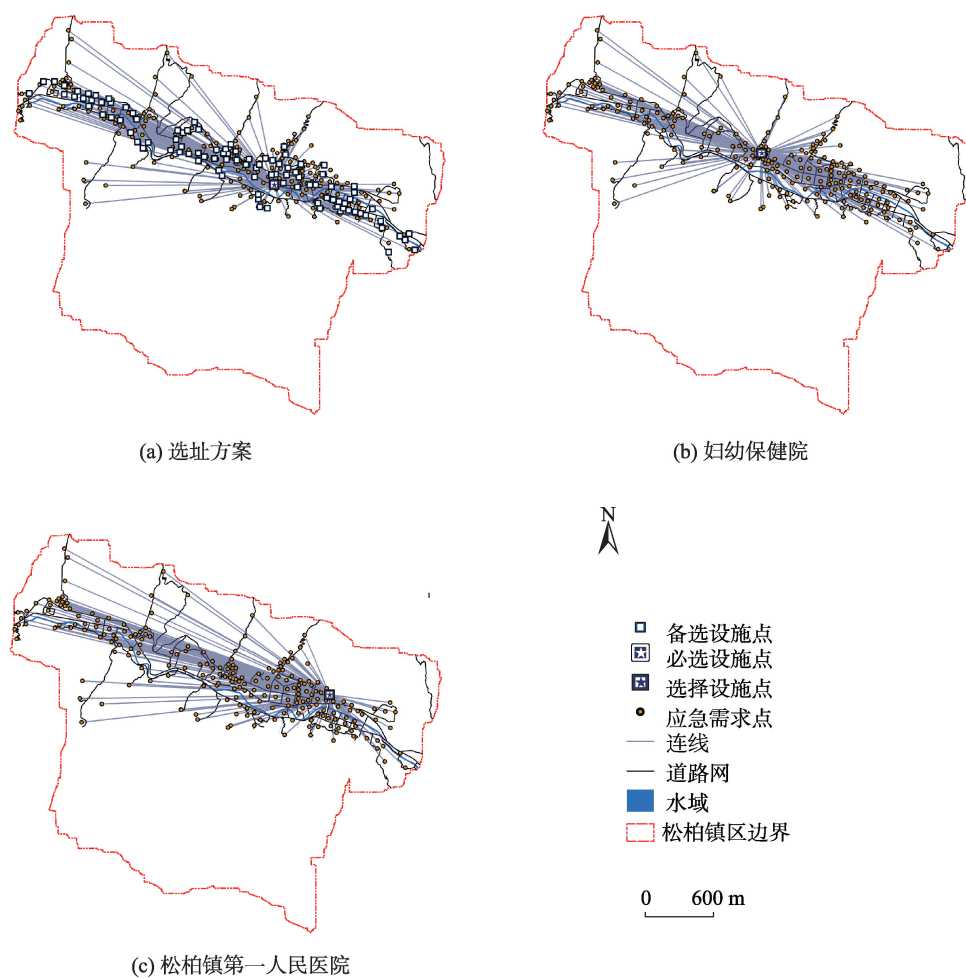 (a) 选址方案
(b) 妇幼保健院
N
备选设施点
必选设施点
选择设施点
应急需求点
连线
道路网
水域
松柏镇区边界
0 600 m
(c) 松柏镇第一人民医院